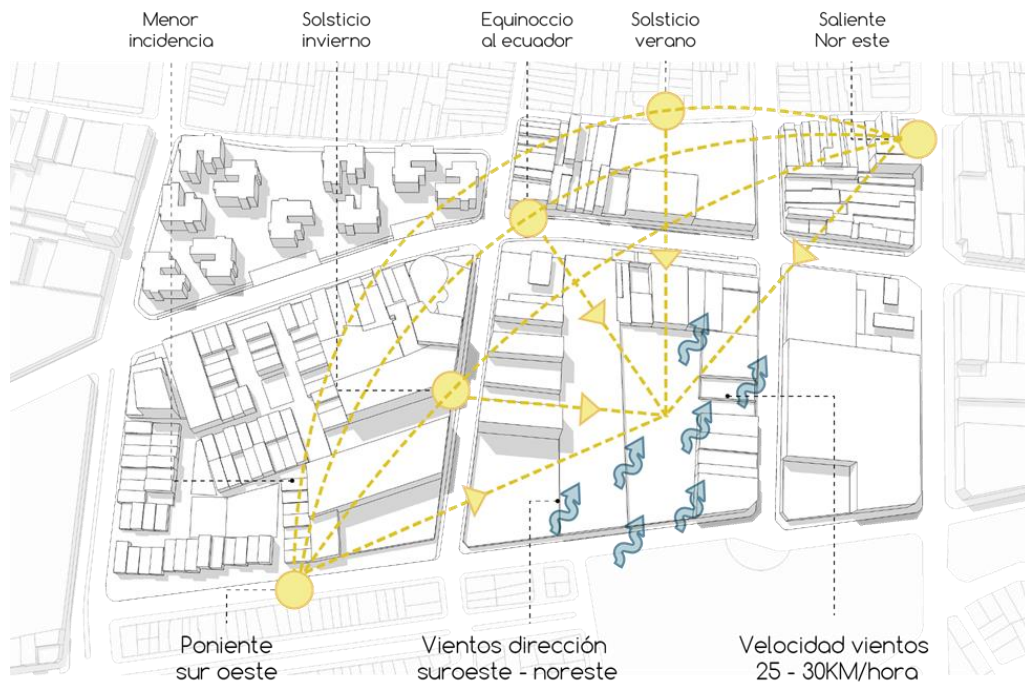 Menor
incidencia
Solsticio
invierno
Equinoccio
al ecuador
Solsticio
verano
Saliente
Nor este
Poniente
sur oeste
Vientos dirección
suroeste - noreste
Velocidad vientos
25 - 30KM/hora